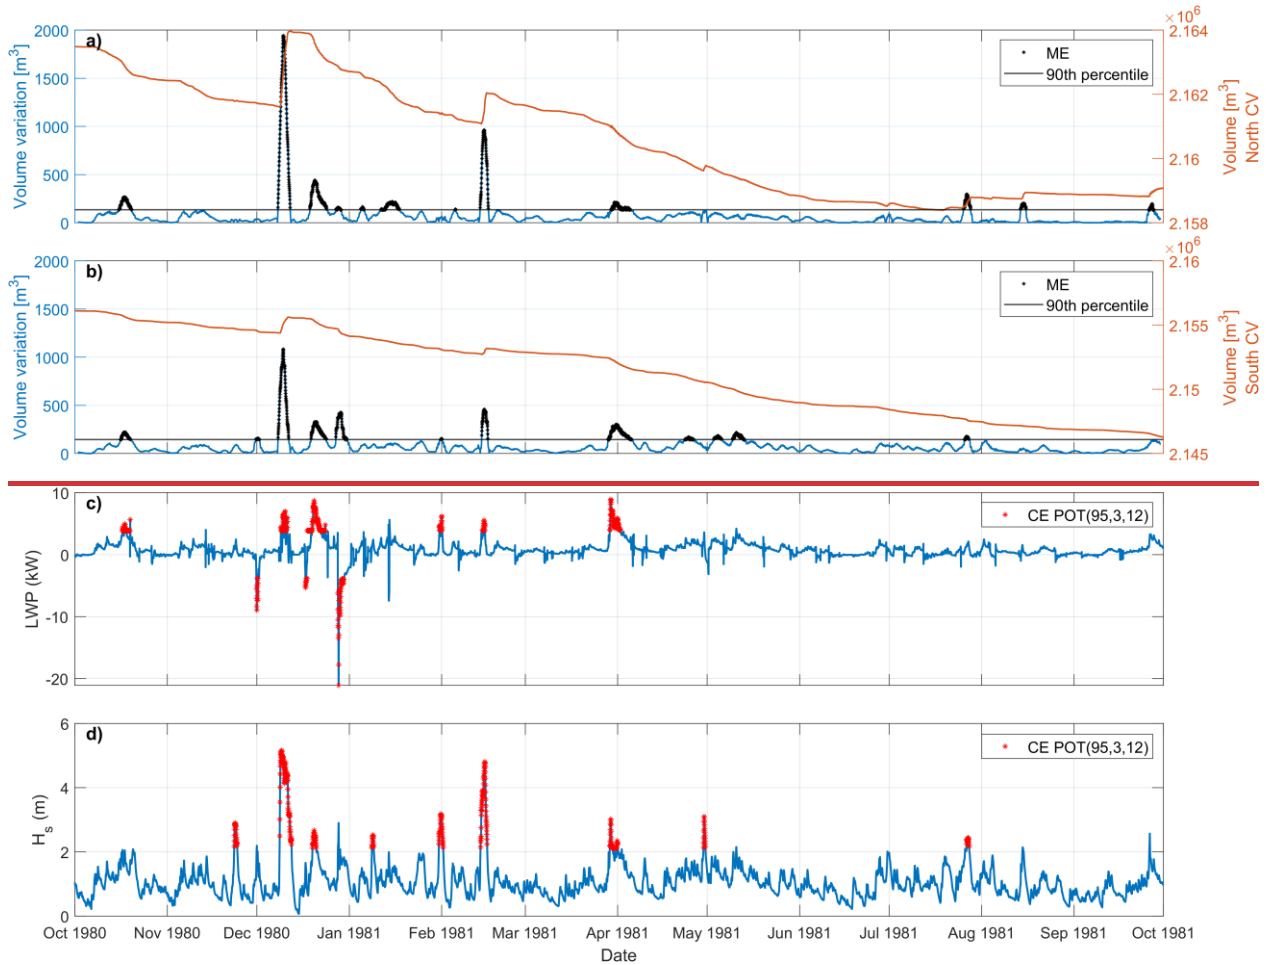 ×10⁶
2000
a)
2.164
ME
90th percentile
1500
2.162
1000
2.16
500
0
2.158
Volume variation [m³]
Volume [m³]
North CV
×10⁶
2000
b)
2.16
ME
90th percentile
1500
2.155
1000
2.15
500
0
2.145
Volume variation [m³]
Volume [m³]
South CV
10
c)
CE POT(95,3,12)
0
-10
-20
LWP (kW)
6
d)
CE POT(95,3,12)
4
2
0
Hₛ (m)
Oct 1980 Nov 1980 Dec 1980 Jan 1981 Feb 1981 Mar 1981 Apr 1981 May 1981 Jun 1981 Jul 1981 Aug 1981 Sep 1981 Oct 1981
Date